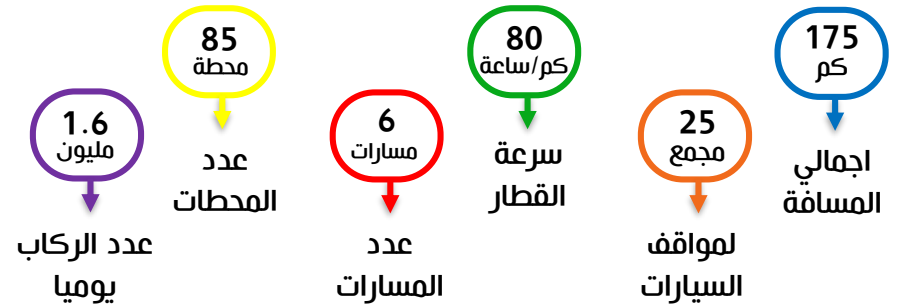 175
كم
اجمالي
المسافة
25
مجمع
لمواقف
السيارات
80
كم/ساعة
سرعة
القطار
6
مسارات
عدد
المسارات
85
محطة
عدد
المحطات
1.6
مليون
عدد الركاب
يوميا